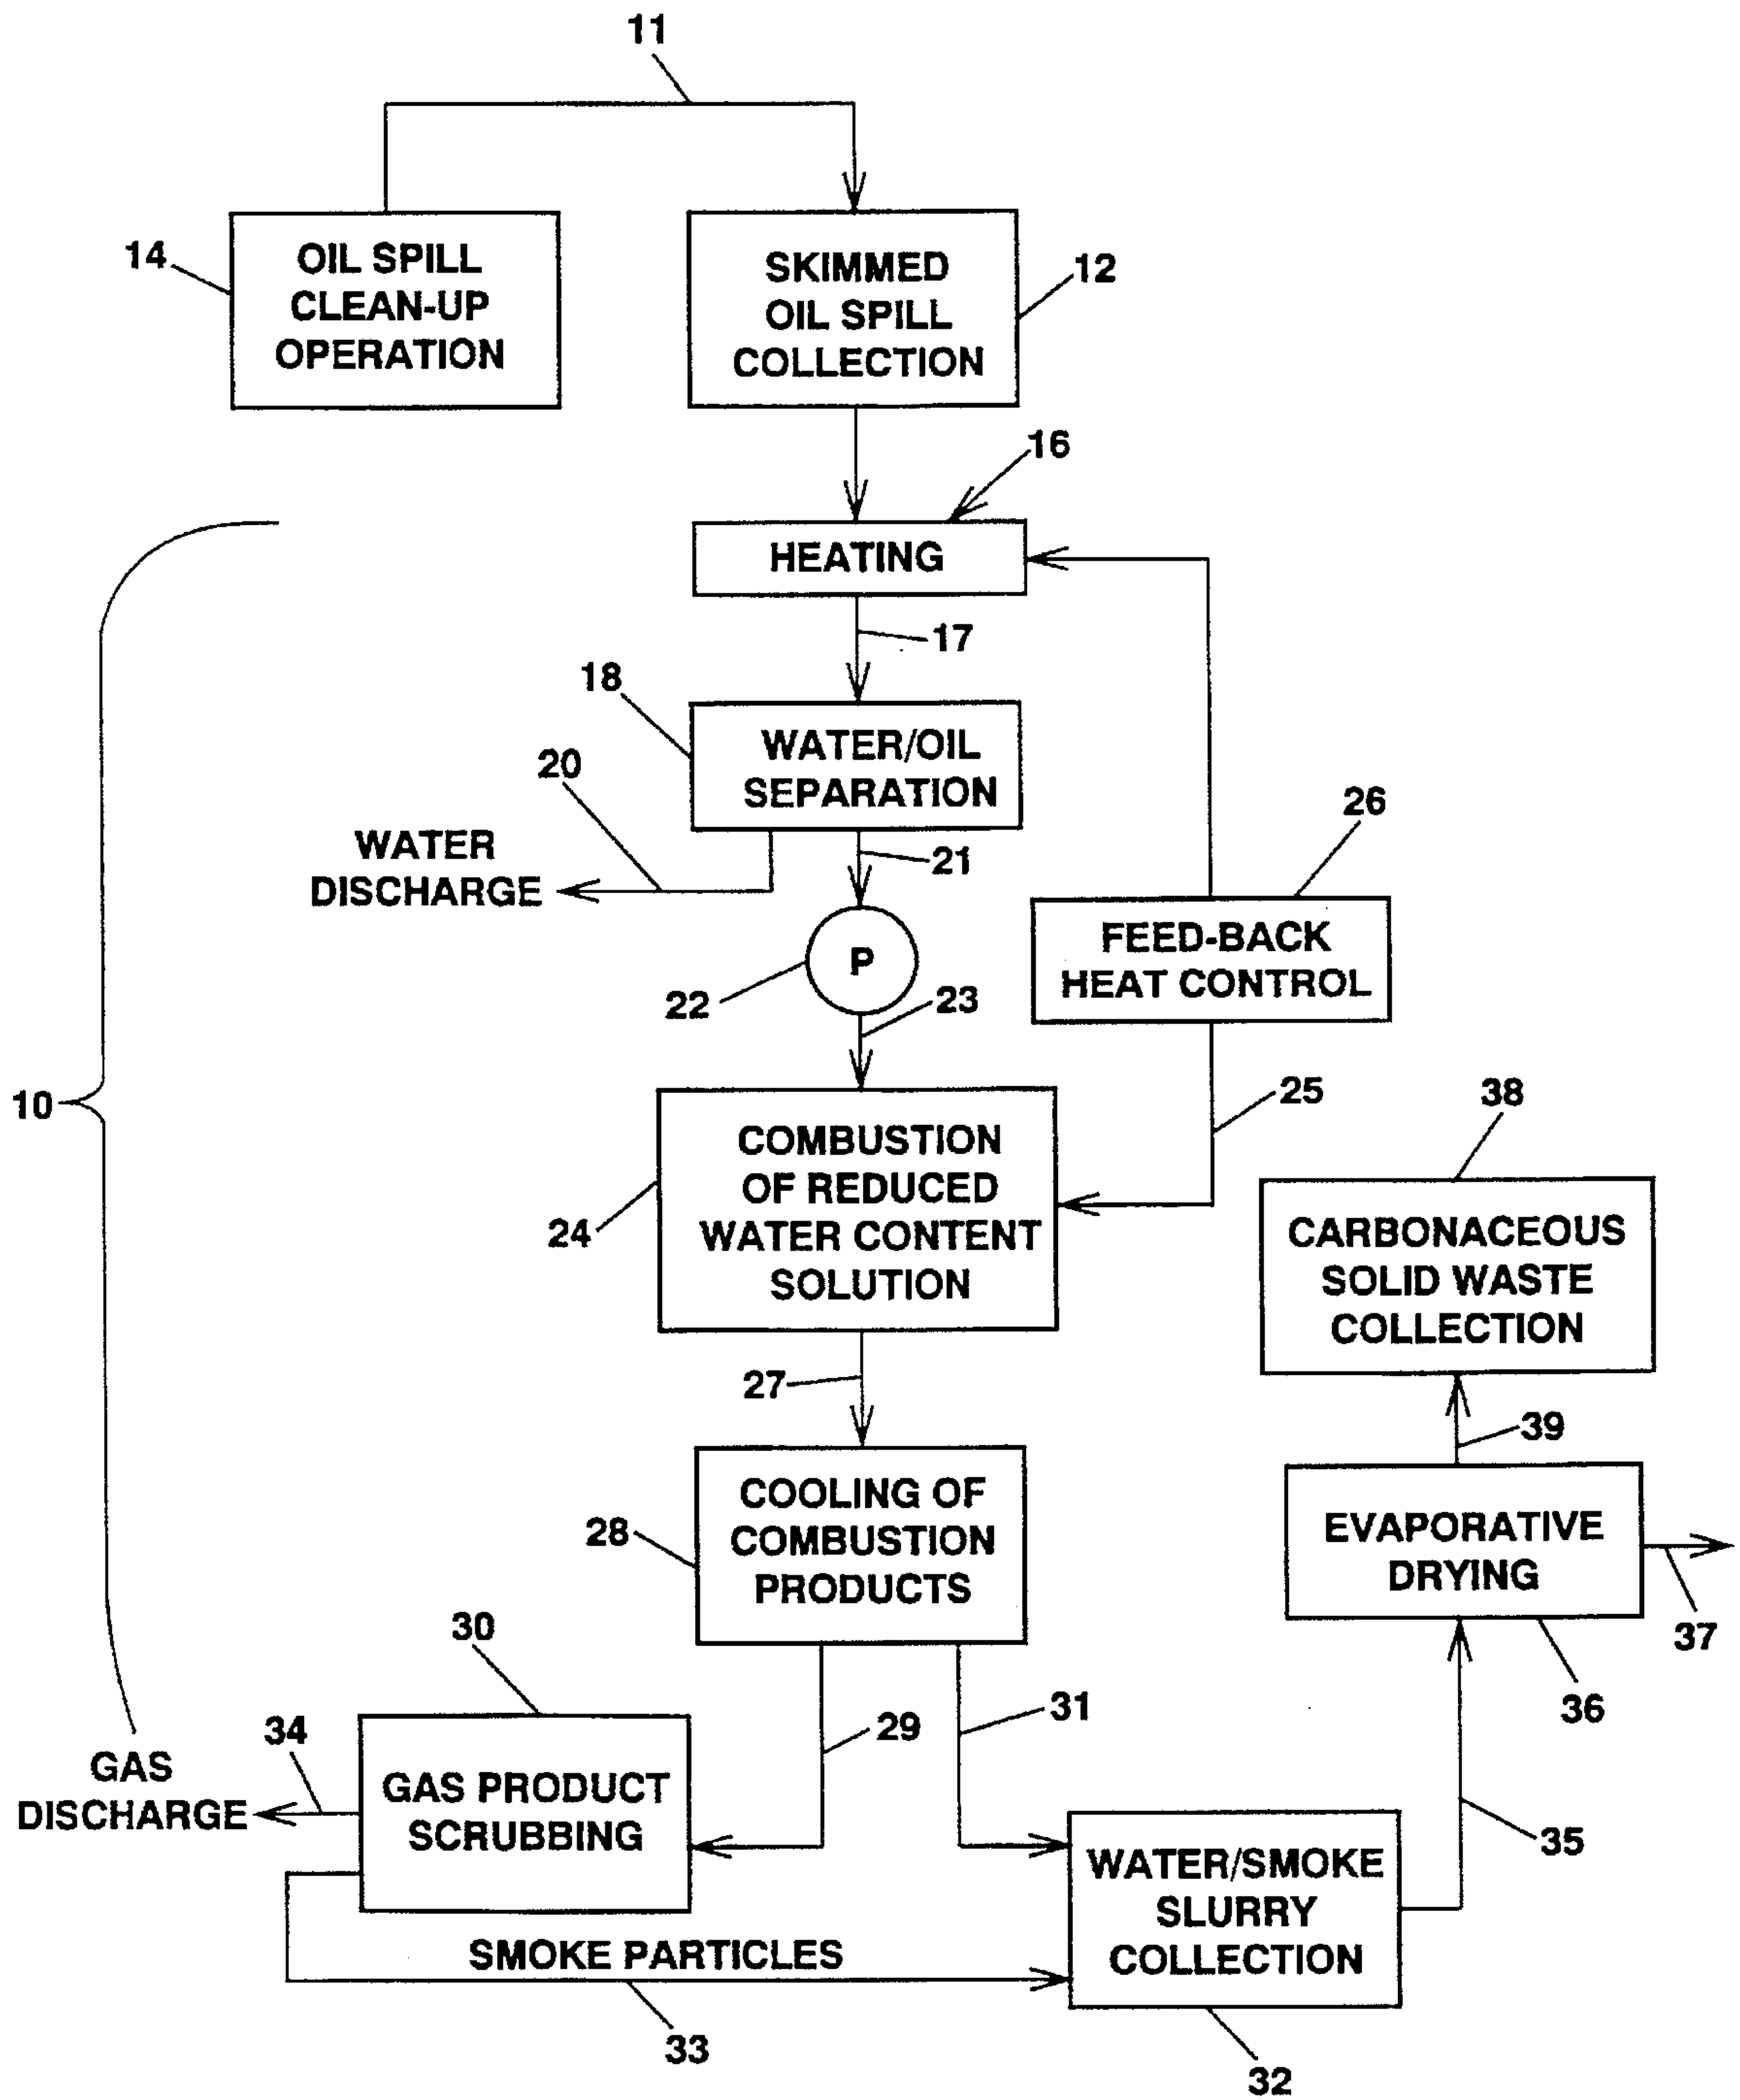 11
14
OIL SPILL
CLEAN-UP
OPERATION
SKIMMED
OIL SPILL
COLLECTION
12
16
HEATING
17
18
WATER/OIL
SEPARATION
20
WATER
DISCHARGE
21
26
FEED-BACK
HEAT CONTROL
P
22
23
10
25
38
COMBUSTION
OF REDUCED
WATER CONTENT
SOLUTION
24
CARBONACEOUS
SOLID WASTE
COLLECTION
27
39
COOLING OF
COMBUSTION
PRODUCTS
28
EVAPORATIVE
DRYING
37
36
30
29
31
34
GAS
DISCHARGE
GAS PRODUCT
SCRUBBING
35
WATER/SMOKE
SLURRY
COLLECTION
SMOKE PARTICLES
33
32